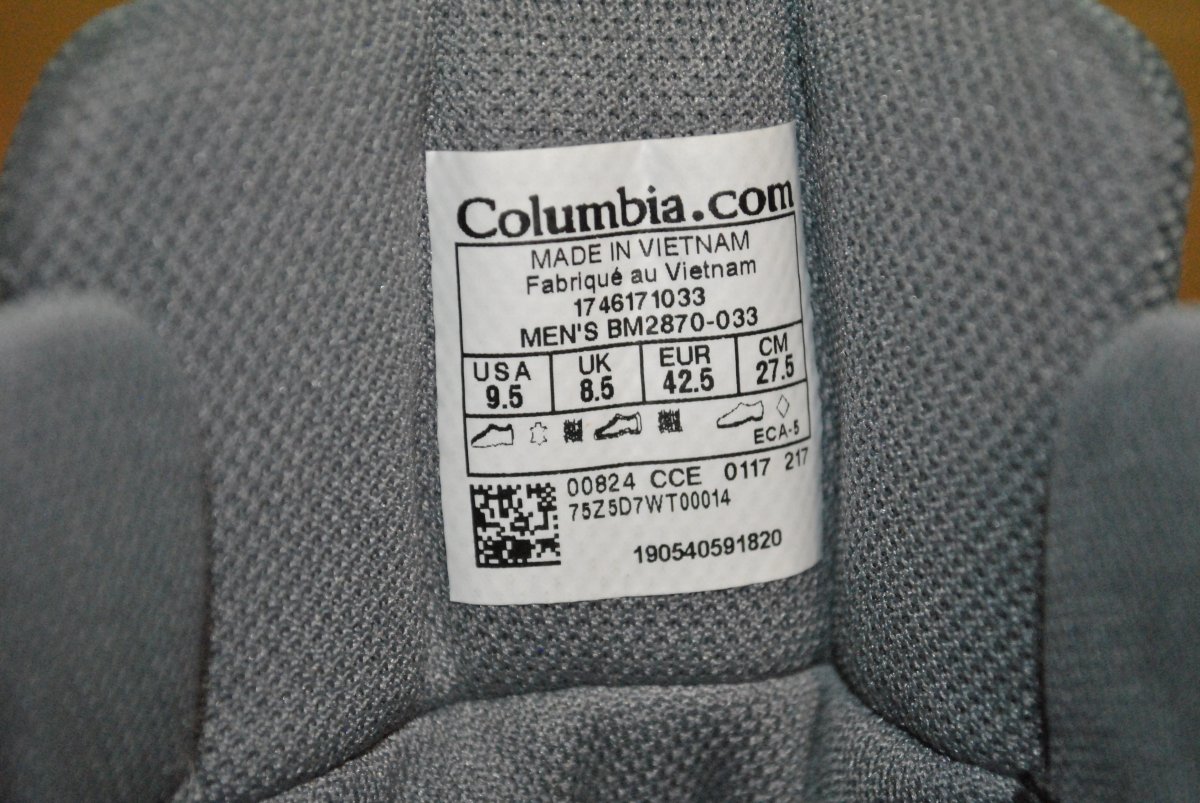 Columbia.com
MADE IN VIETNAM
Fabriqué au Vietnam
1746171033
MEN'S BM2870-033
USA UK EUR CM
9.5 8.5 42.5 27.5
ECA-5
00824 CCE 0117 217
75Z5D7WT00014
190540591820